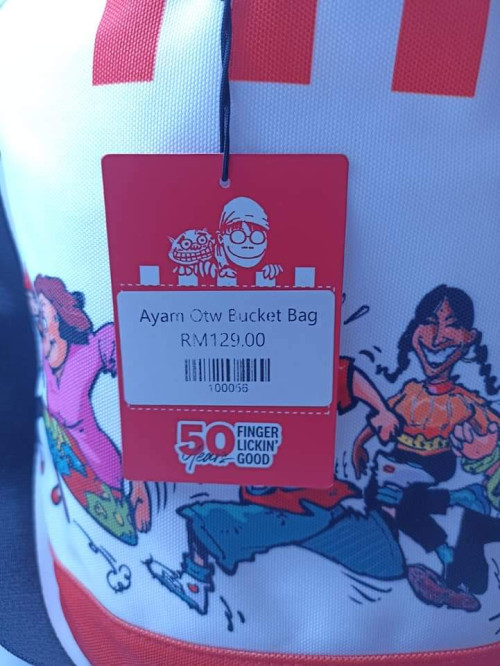 Ayam Otw Bucket Bag
RM129.00
100056
50 FINGER
LICKIN'
Years GOOD